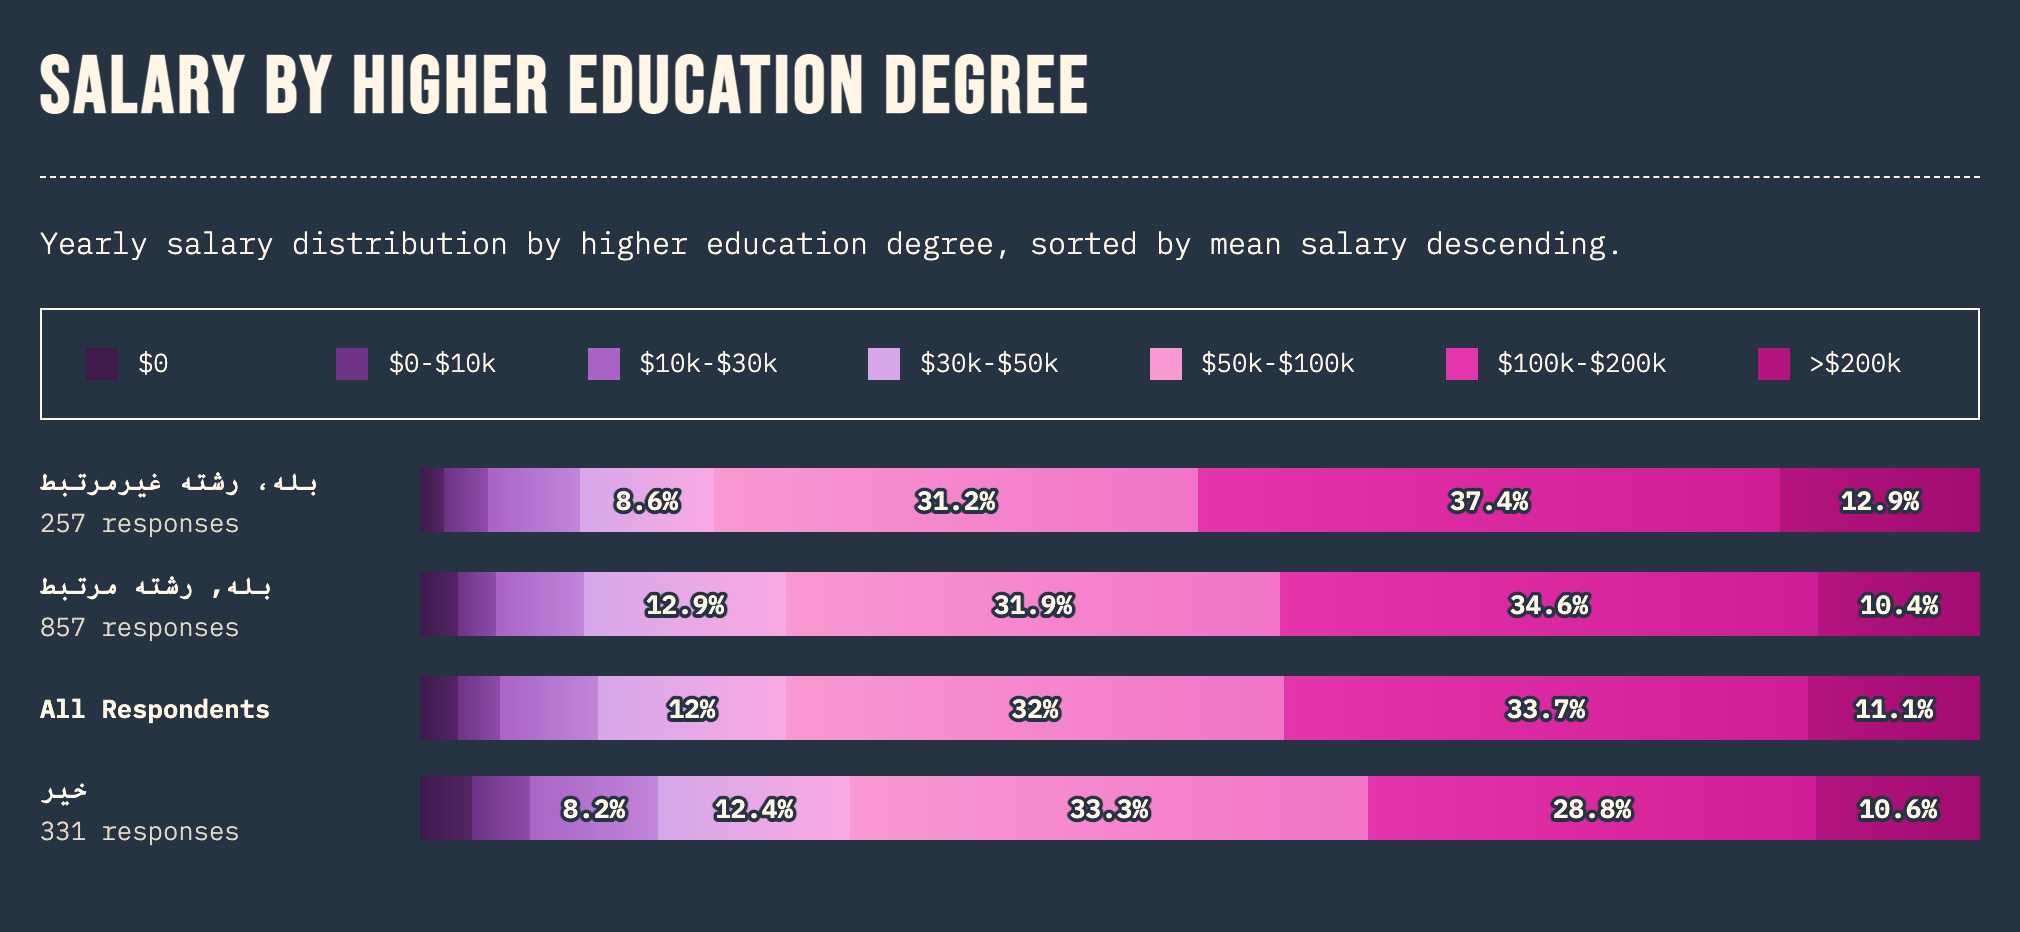 SALARY BY HIGHER EDUCATION DEGREE
Yearly salary distribution by higher education degree, sorted by mean salary descending.
$0 $0-$10k $10k-$30k $30k-$50k $50k-$100k $100k-$200k >$200k
بله، رشته غیرمرتبط
257 responses
8.6% 31.2% 37.4% 12.9%
بله, رشته مرتبط
857 responses
12.9% 31.9% 34.6% 10.4%
All Respondents
12% 32% 33.7% 11.1%
خیر
331 responses
8.2% 12.4% 33.3% 28.8% 10.6%